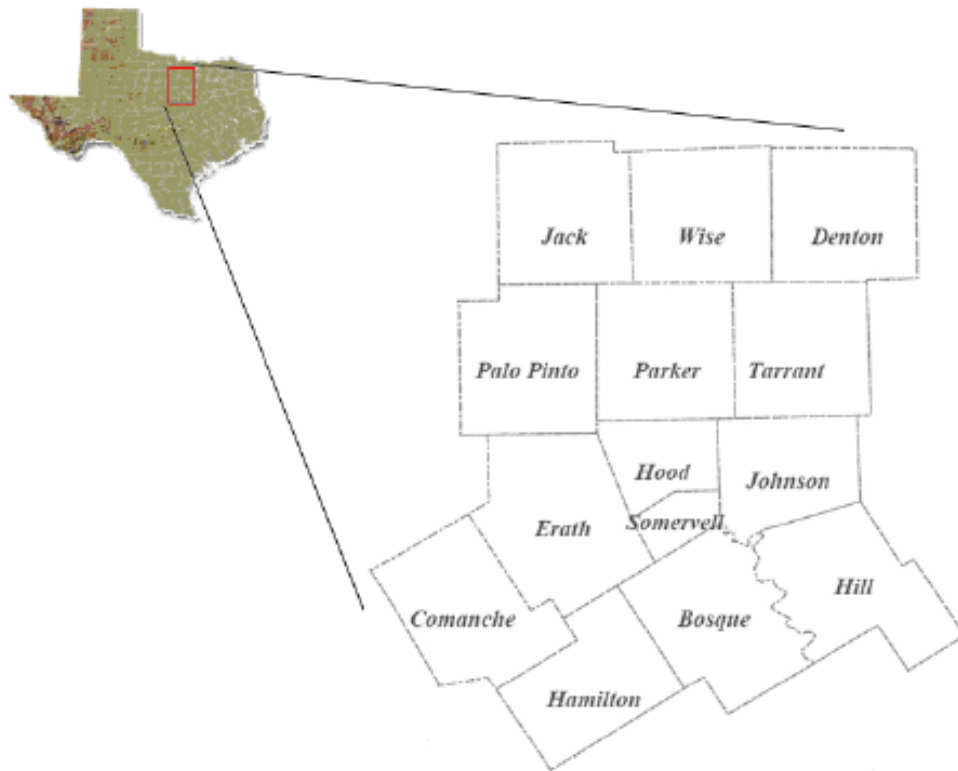 Jack
Wise
Denton
Palo Pinto
Parker
Tarrant
Hood
Johnson
Erath
Somervell
Comanche
Bosque
Hill
Hamilton